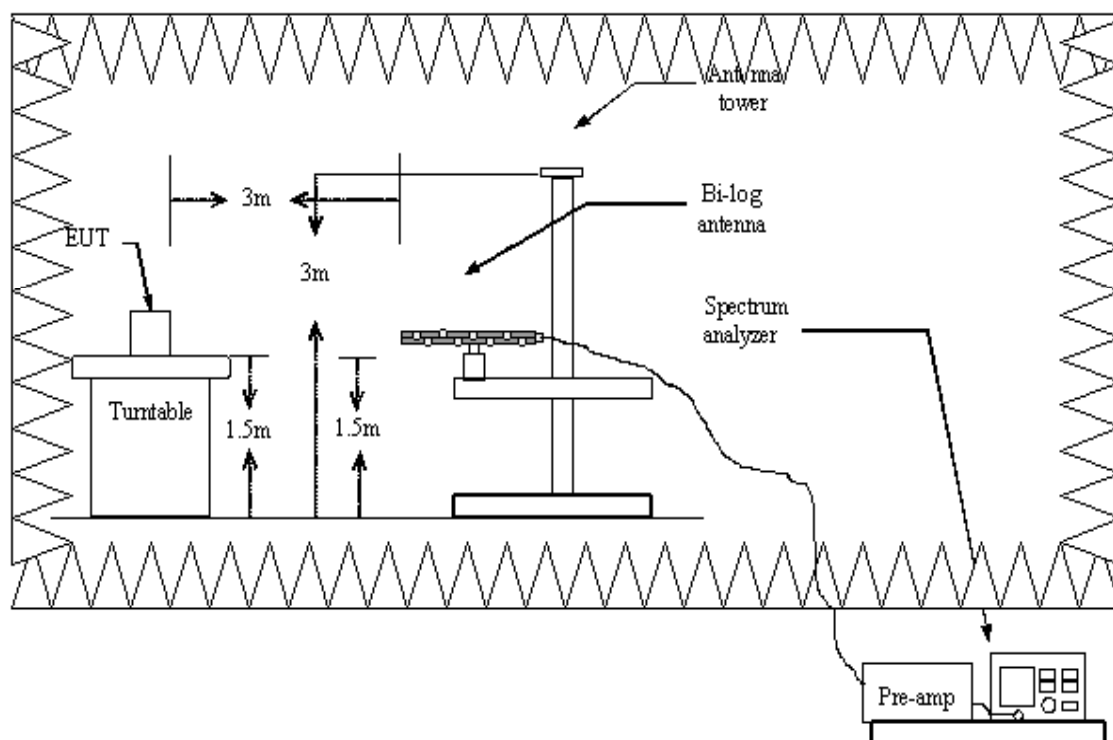 Antenna
tower
3m
Bi-log
antenna
EUT
3m
Spectrum
analyzer
Turntable
1.5m
1.5m
Pre-amp